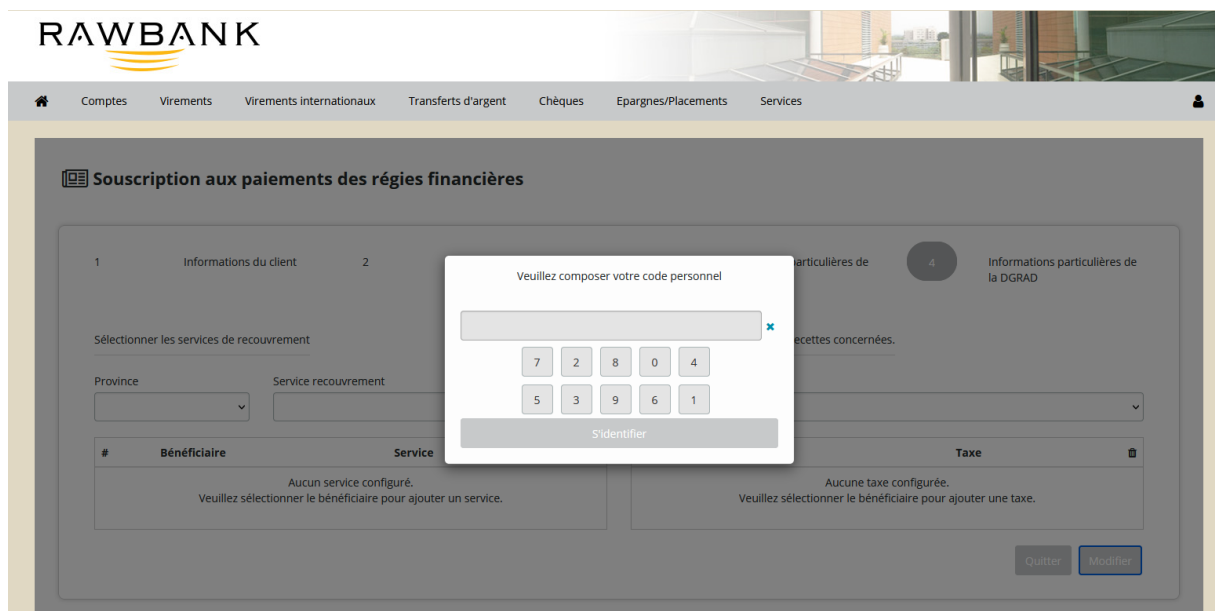 RAWBANK
Comptes Virements Virements internationaux Transferts d'argent Chèques Epargnes/Placements Services
Souscription aux paiements des régies financières
1 Informations du client 2 articulières de 4 Informations particulières de
la DGRAD
Veuillez composer votre code personnel
Sélectionner les services de recouvrement ecettes concernées.
7 2 8 0 4
Province Service recouvrement
5 3 9 6 1
S'identifier
# Bénéficiaire Service Taxe
Aucun service configuré. Aucune taxe configurée.
Veuillez sélectionner le bénéficiaire pour ajouter un service. Veuillez sélectionner le bénéficiaire pour ajouter une taxe.
Quitter Modifier